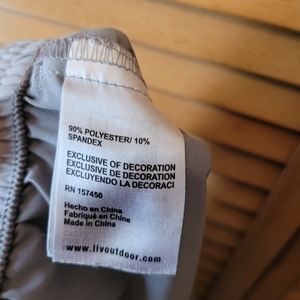 90% POLYESTER/ 10%
SPANDEX
EXCLUSIVE OF DECORATION
EXCLUSIVE DE DECORATION
EXCLUYENDO LA DECORACI
RN 157450
Hecho en China
Fabriqué en China
Made in China
www.livoutdoor.com